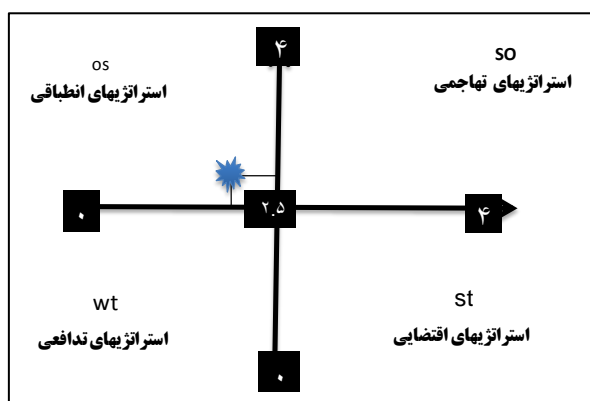 ۴
os
استراتژیهای انطباقی
so
استراتژیهای تهاجمی
۰
۲.۵
۴
wt
استراتژیهای تدافعی
st
استراتژیهای اقتضایی
۰